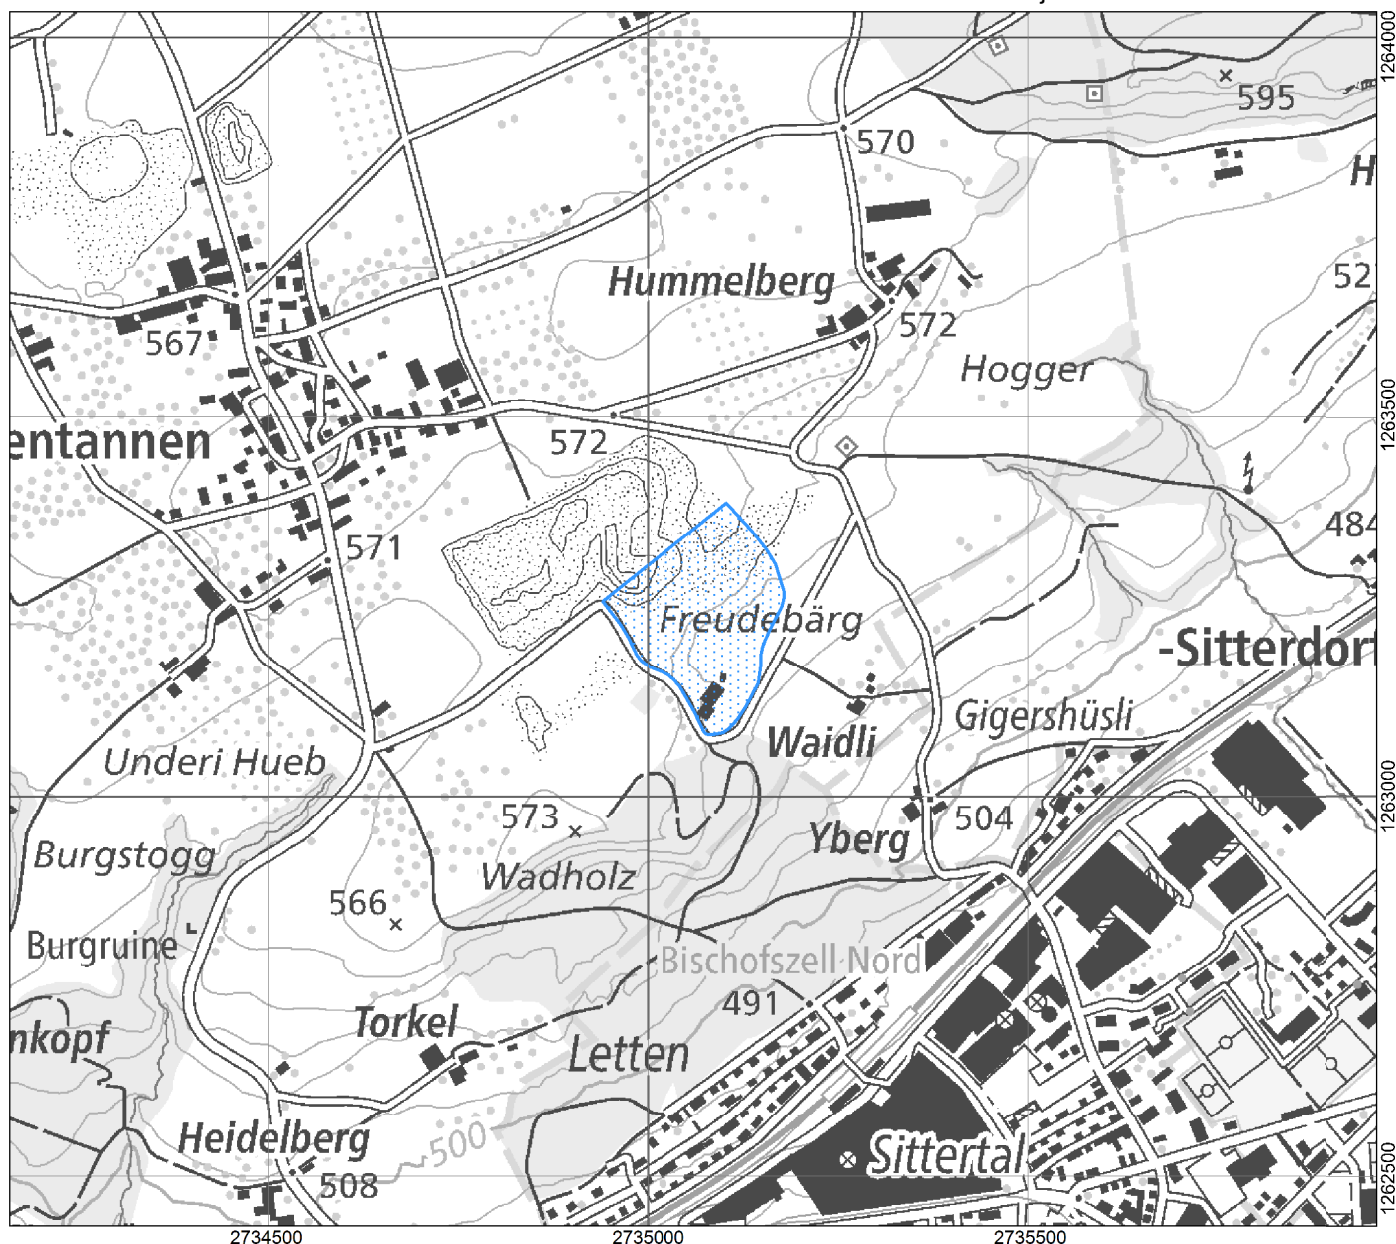 1264000
595
570
H
Hummelberg
52
567
572
Hogger
1263500
entannen
572
484
571
Freudebärg
-Sitterdorf
Gigershüsli
Waidli
Underi Hueb
573
504
1263000
Yberg
Burgstogg
Wadholz
566
Burgruine
Bischofszell Nord
491
Torkel
nkopf
Letten
Heidelberg
500
Sittertal
508
1262500
2734500
2735000
2735500